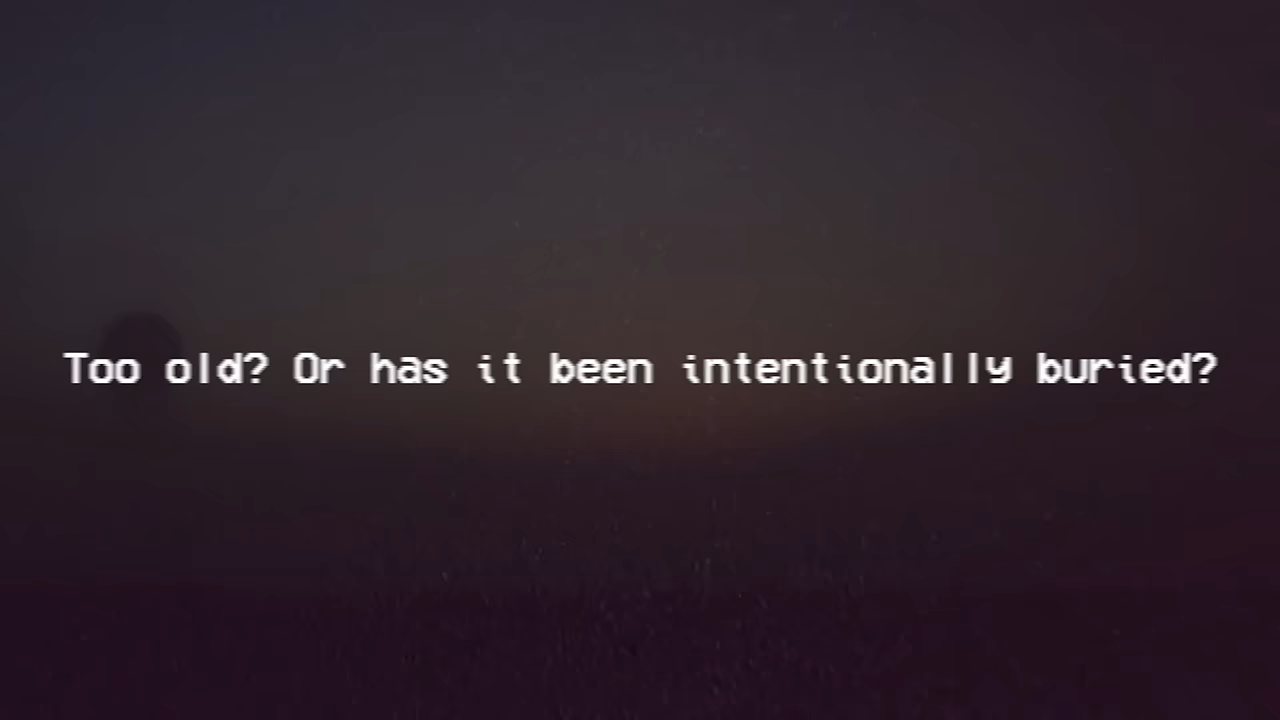 Too old? Or has it been intentionally buried?